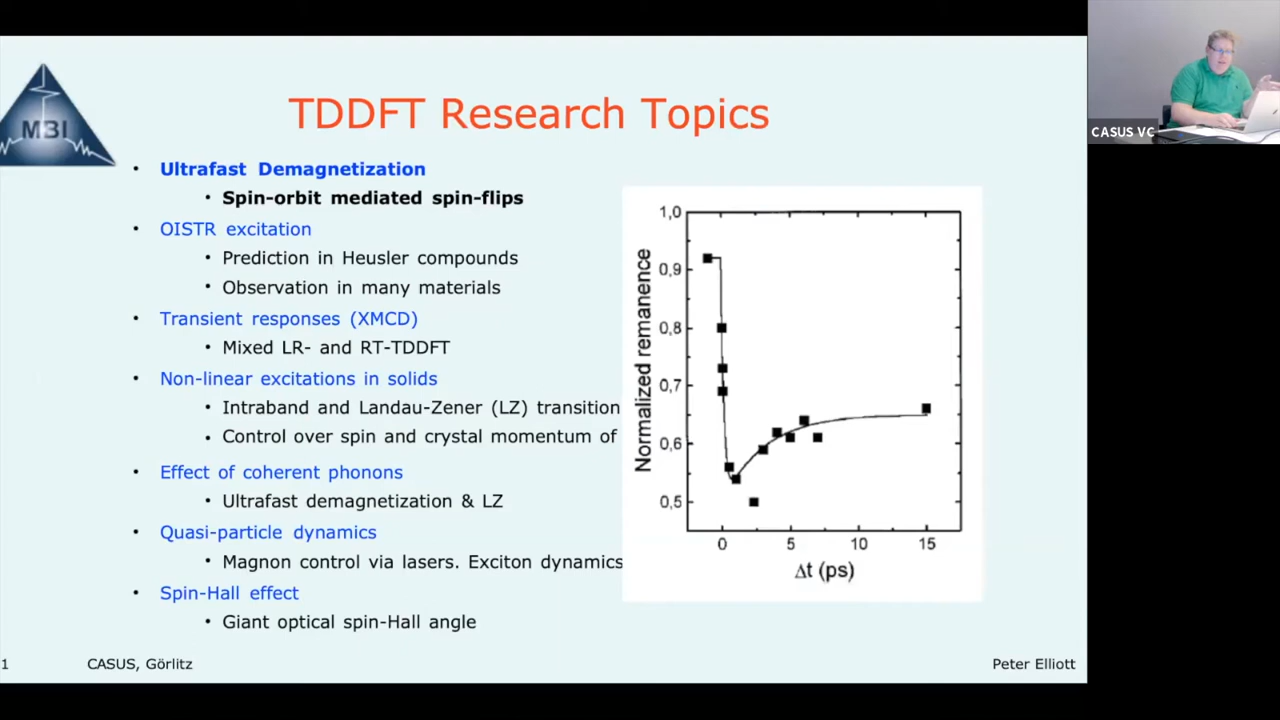 TDDFT Research Topics
MBI
CASUS VC
• Ultrafast Demagnetization
• Spin-orbit mediated spin-flips
• OISTR excitation
• Prediction in Heusler compounds
• Observation in many materials
• Transient responses (XMCD)
• Mixed LR- and RT-TDDFT
• Non-linear excitations in solids
• Intraband and Landau-Zener (LZ) transition
• Control over spin and crystal momentum of
• Effect of coherent phonons
• Ultrafast demagnetization & LZ
• Quasi-particle dynamics
• Magnon control via lasers. Exciton dynamics
• Spin-Hall effect
• Giant optical spin-Hall angle
Normalized remanence
1,0
0,9
0,8
0,7
0,6
0,5
0 5 10 15
Δt (ps)
1 CASUS, Görlitz Peter Elliott